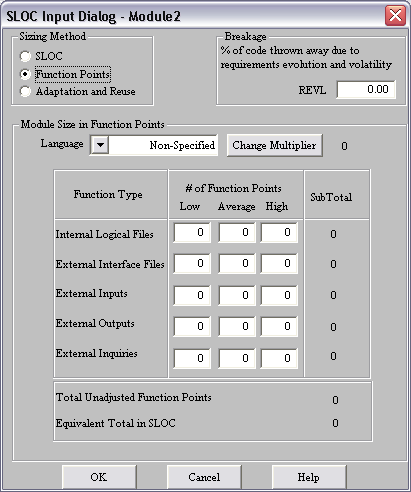 SLOC Input Dialog - Module2
Sizing Method
SLOC
Function Points
Adaptation and Reuse
Breakage
% of code thrown away due to
requirements evolution and volatility
REVL 0.00
Module Size in Function Points
Language Non-Specified Change Multiplier 0
Function Type # of Function Points SubTotal
Low Average High
Internal Logical Files 0 0 0 0
External Interface Files 0 0 0 0
External Inputs 0 0 0 0
External Outputs 0 0 0 0
External Inquiries 0 0 0 0
Total Unadjusted Function Points 0
Equivalent Total in SLOC 0
OK Cancel Help